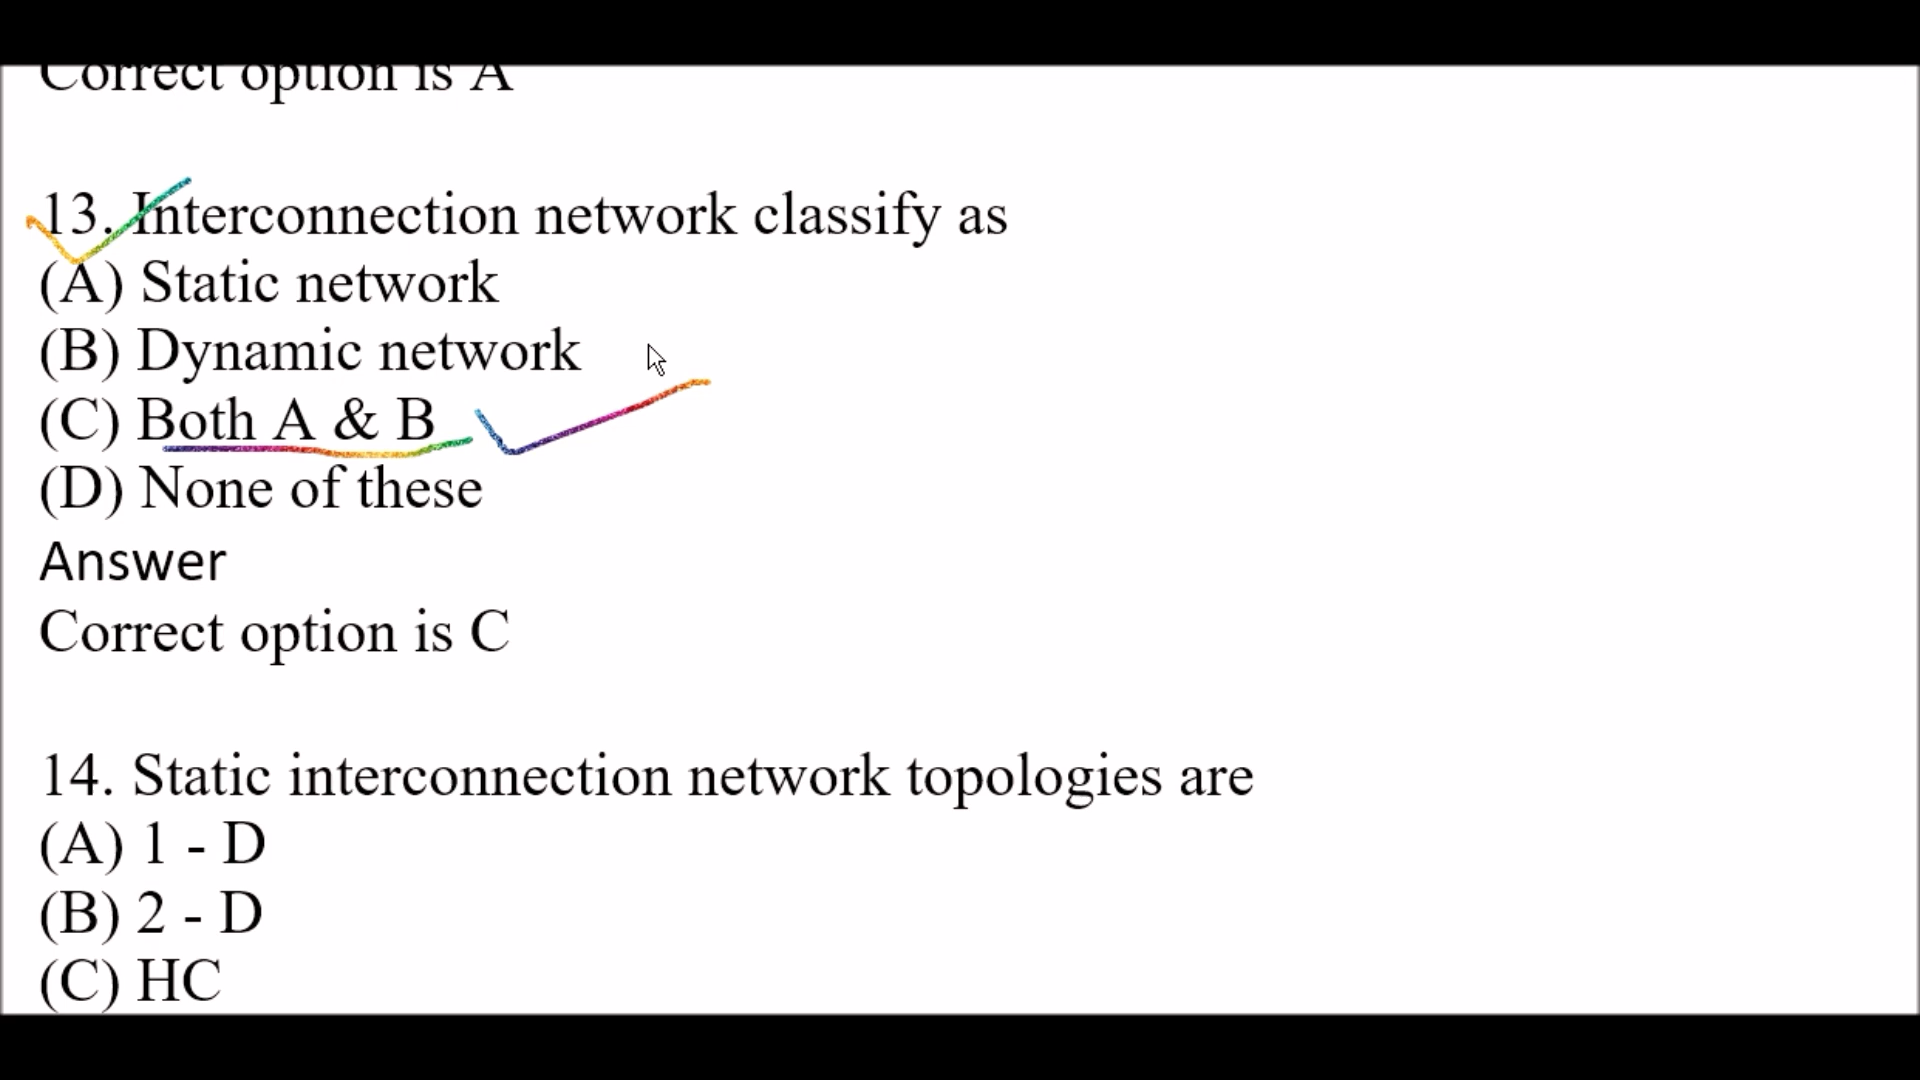 Correct option is A
13. Interconnection network classify as
(A) Static network
(B) Dynamic network
(C) Both A & B
(D) None of these
Answer
Correct option is C
14. Static interconnection network topologies are
(A) 1 - D
(B) 2 - D
(C) HC